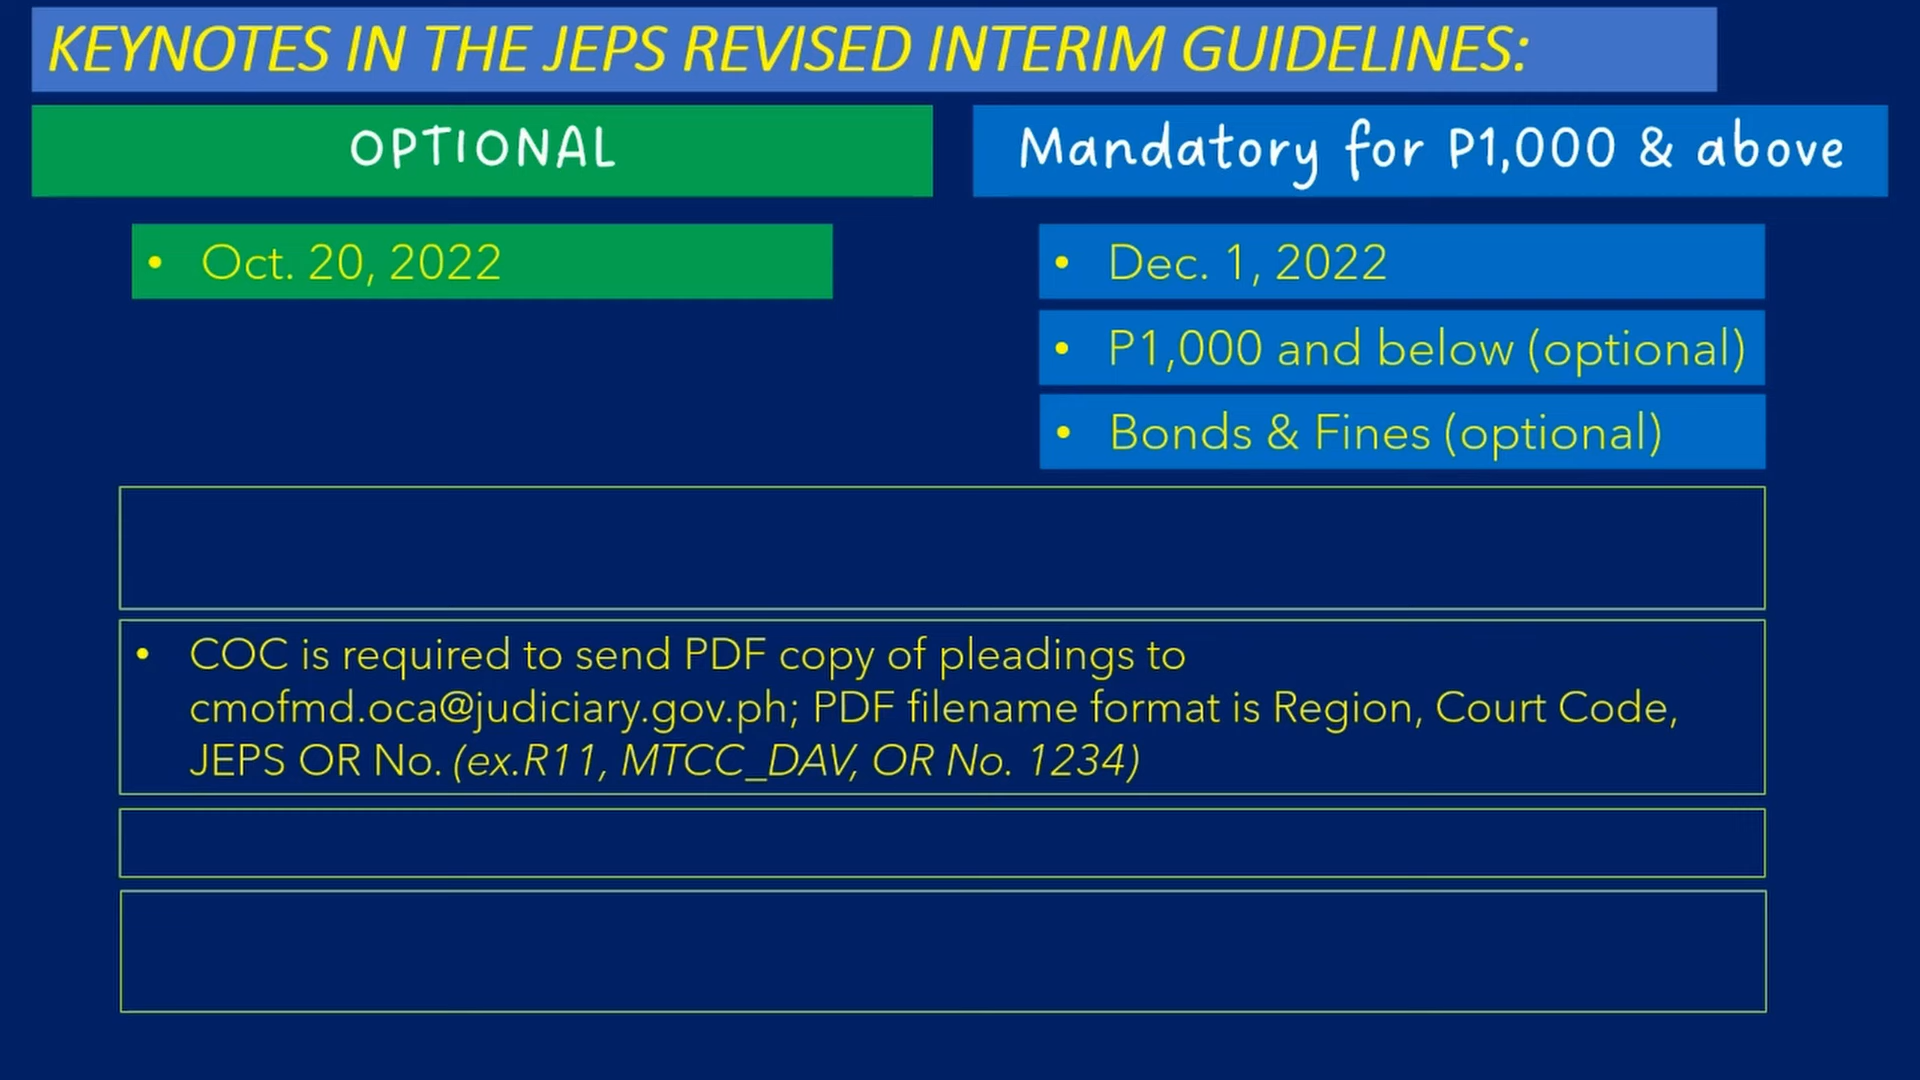 KEYNOTES IN THE JEPS REVISED INTERIM GUIDELINES:
OPTIONAL
Mandatory for P1,000 & above
• Oct. 20, 2022
• Dec. 1, 2022
• P1,000 and below (optional)
• Bonds & Fines (optional)
• COC is required to send PDF copy of pleadings to
cmofmd.oca@judiciary.gov.ph; PDF filename format is Region, Court Code,
JEPS OR No. (ex.R11, MTCC_DAV, OR No. 1234)